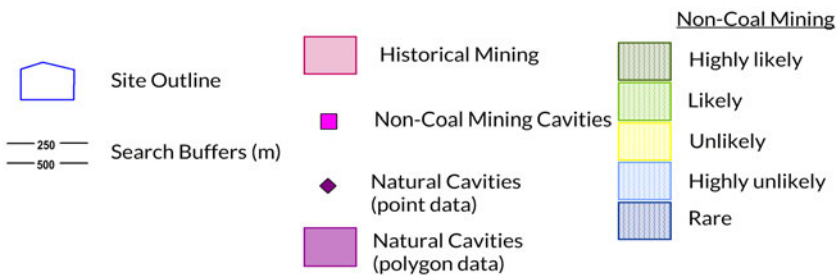 Site Outline
250
500
Search Buffers (m)
Historical Mining
Non-Coal Mining Cavities
Natural Cavities
(point data)
Natural Cavities
(polygon data)
Non-Coal Mining
Highly likely
Likely
Unlikely
Highly unlikely
Rare